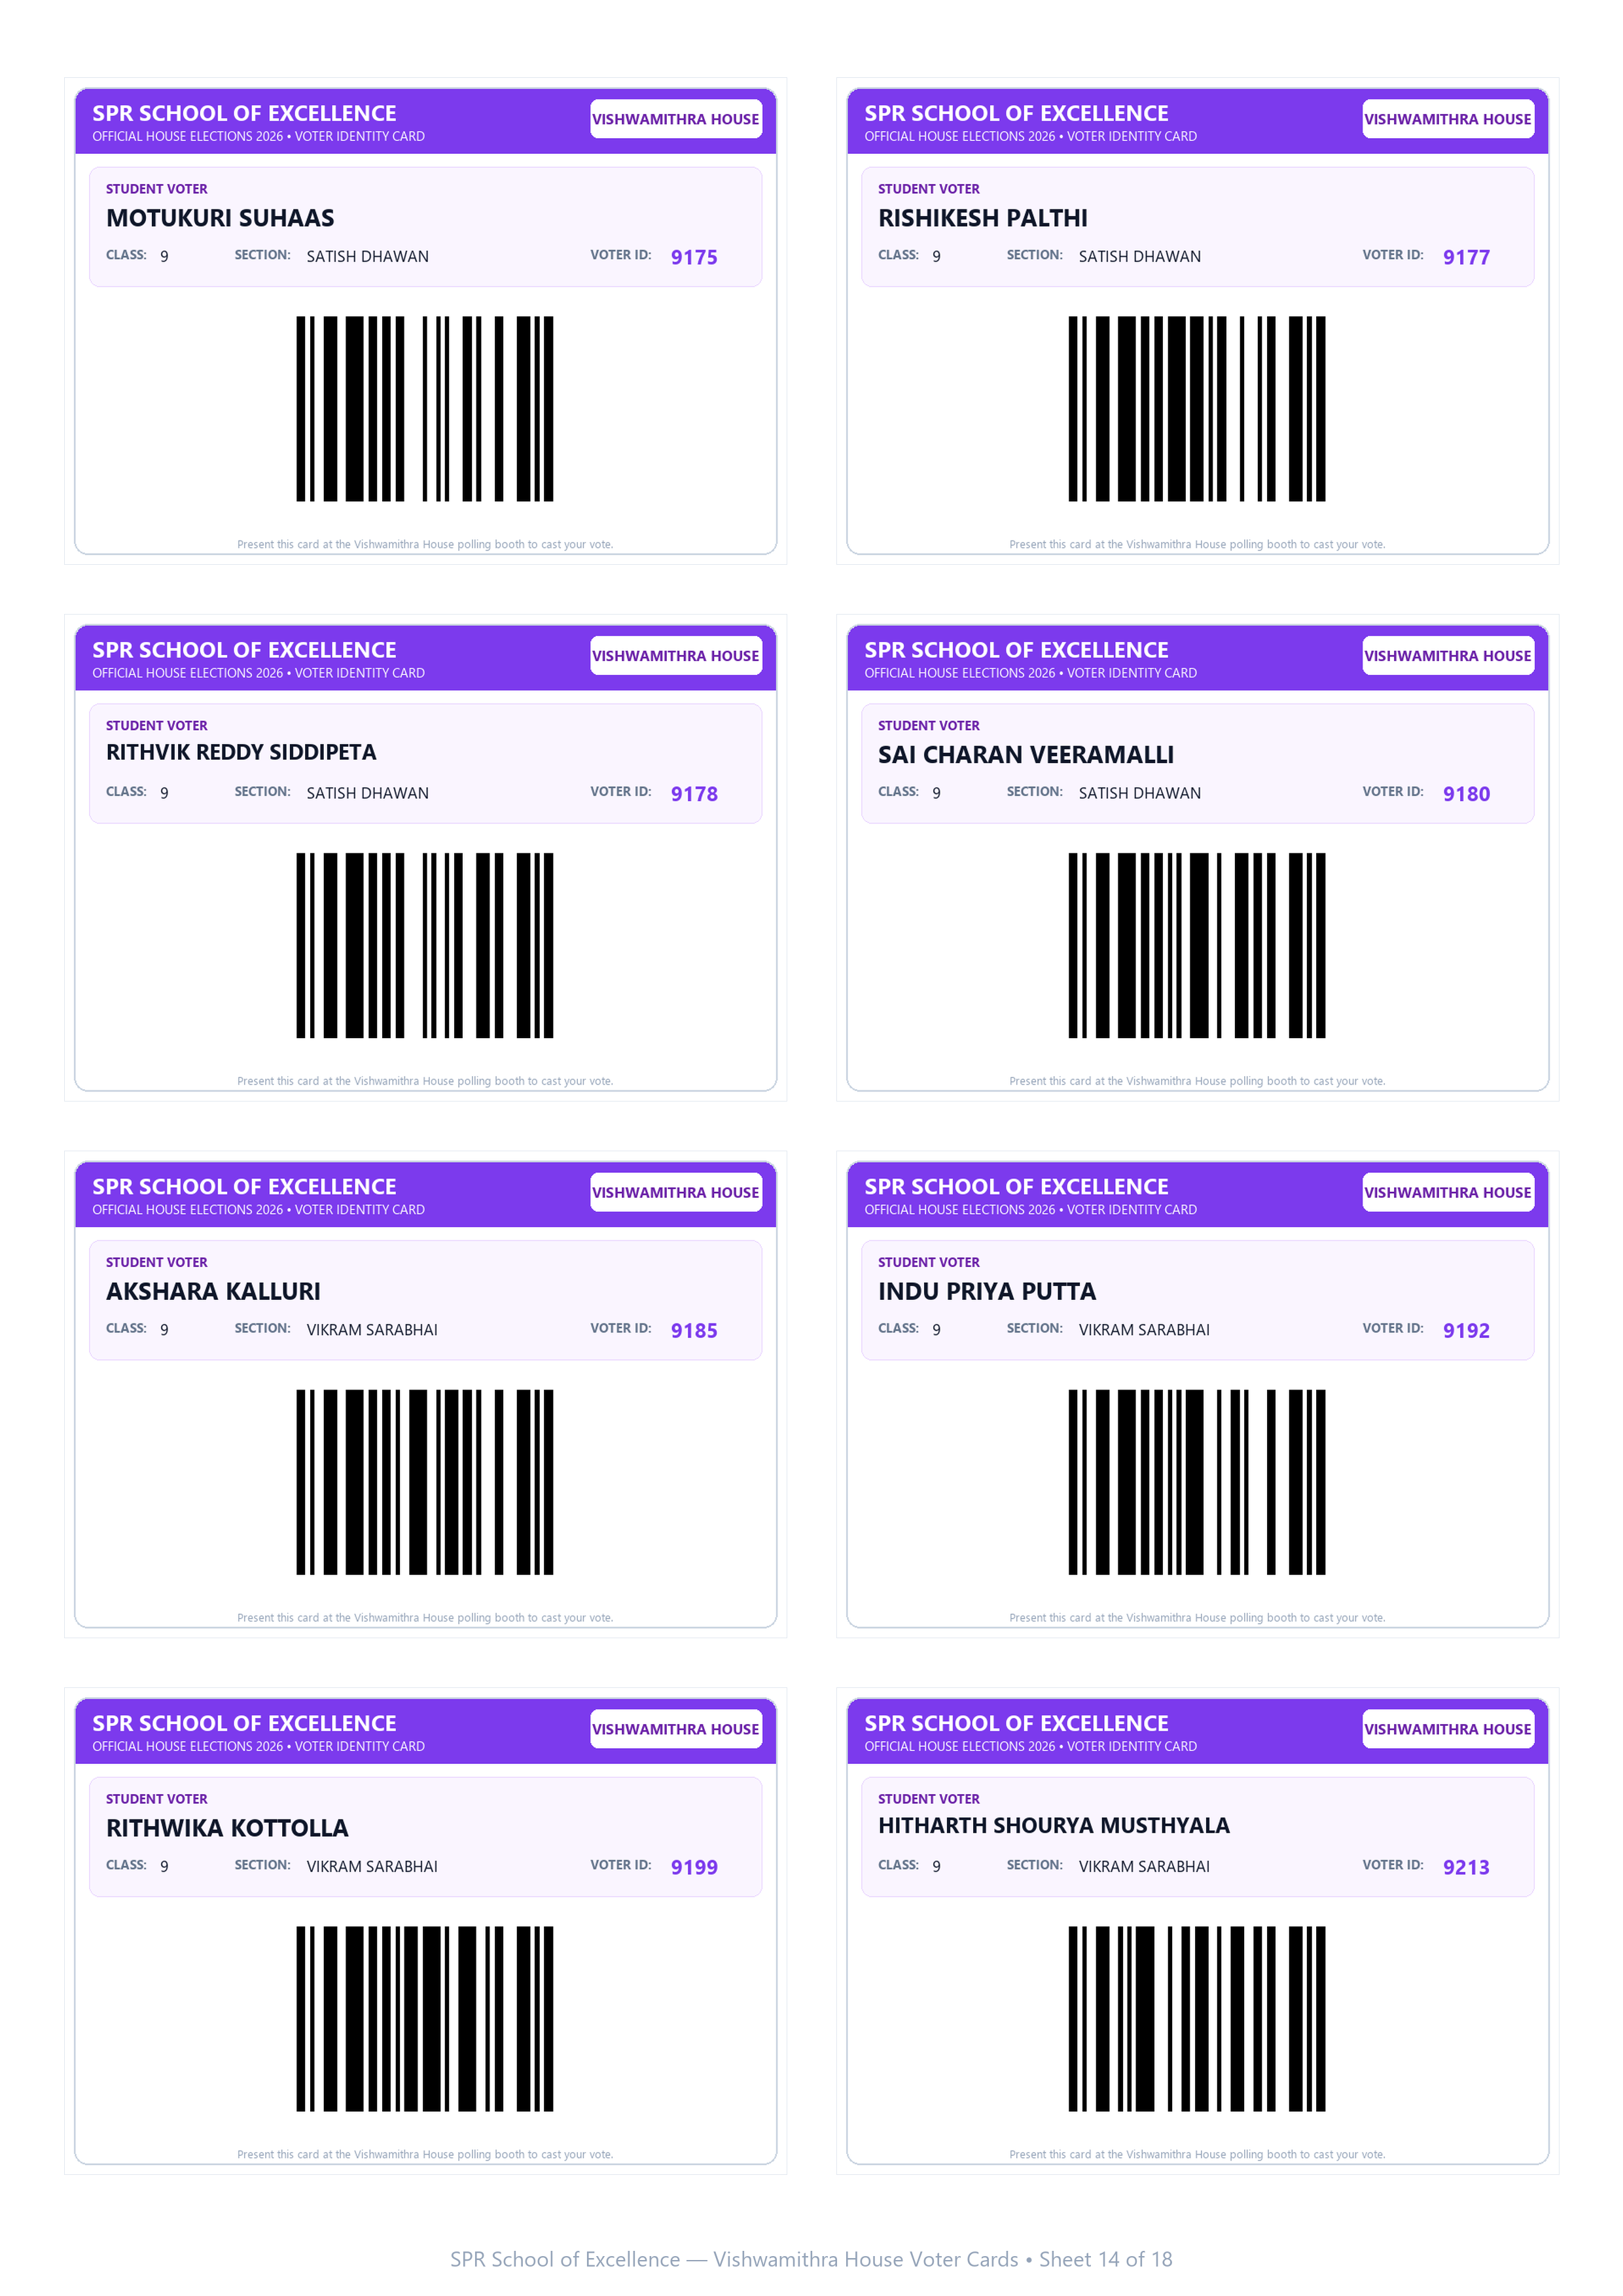 SPR SCHOOL OF EXCELLENCE
OFFICIAL HOUSE ELECTIONS 2026 • VOTER IDENTITY CARD
VISHWAMITHRA HOUSE
STUDENT VOTER
MOTUKURI SUHAAS
CLASS: 9 SECTION: SATISH DHAWAN VOTER ID: 9175
Present this card at the Vishwamithra House polling booth to cast your vote.
SPR SCHOOL OF EXCELLENCE
OFFICIAL HOUSE ELECTIONS 2026 • VOTER IDENTITY CARD
VISHWAMITHRA HOUSE
STUDENT VOTER
RISHIKESH PALTHI
CLASS: 9 SECTION: SATISH DHAWAN VOTER ID: 9177
Present this card at the Vishwamithra House polling booth to cast your vote.
SPR SCHOOL OF EXCELLENCE
OFFICIAL HOUSE ELECTIONS 2026 • VOTER IDENTITY CARD
VISHWAMITHRA HOUSE
STUDENT VOTER
RITHVIK REDDY SIDDIPETA
CLASS: 9 SECTION: SATISH DHAWAN VOTER ID: 9178
Present this card at the Vishwamithra House polling booth to cast your vote.
SPR SCHOOL OF EXCELLENCE
OFFICIAL HOUSE ELECTIONS 2026 • VOTER IDENTITY CARD
VISHWAMITHRA HOUSE
STUDENT VOTER
SAI CHARAN VEERAMALLI
CLASS: 9 SECTION: SATISH DHAWAN VOTER ID: 9180
Present this card at the Vishwamithra House polling booth to cast your vote.
SPR SCHOOL OF EXCELLENCE
OFFICIAL HOUSE ELECTIONS 2026 • VOTER IDENTITY CARD
VISHWAMITHRA HOUSE
STUDENT VOTER
AKSHARA KALLURI
CLASS: 9 SECTION: VIKRAM SARABHAI VOTER ID: 9185
Present this card at the Vishwamithra House polling booth to cast your vote.
SPR SCHOOL OF EXCELLENCE
OFFICIAL HOUSE ELECTIONS 2026 • VOTER IDENTITY CARD
VISHWAMITHRA HOUSE
STUDENT VOTER
INDU PRIYA PUTTA
CLASS: 9 SECTION: VIKRAM SARABHAI VOTER ID: 9192
Present this card at the Vishwamithra House polling booth to cast your vote.
SPR SCHOOL OF EXCELLENCE
OFFICIAL HOUSE ELECTIONS 2026 • VOTER IDENTITY CARD
VISHWAMITHRA HOUSE
STUDENT VOTER
RITHWIKA KOTTOLLA
CLASS: 9 SECTION: VIKRAM SARABHAI VOTER ID: 9199
Present this card at the Vishwamithra House polling booth to cast your vote.
SPR SCHOOL OF EXCELLENCE
OFFICIAL HOUSE ELECTIONS 2026 • VOTER IDENTITY CARD
VISHWAMITHRA HOUSE
STUDENT VOTER
HITHARTH SHOURYA MUSTHYALA
CLASS: 9 SECTION: VIKRAM SARABHAI VOTER ID: 9213
Present this card at the Vishwamithra House polling booth to cast your vote.
SPR School of Excellence — Vishwamithra House Voter Cards • Sheet 14 of 18